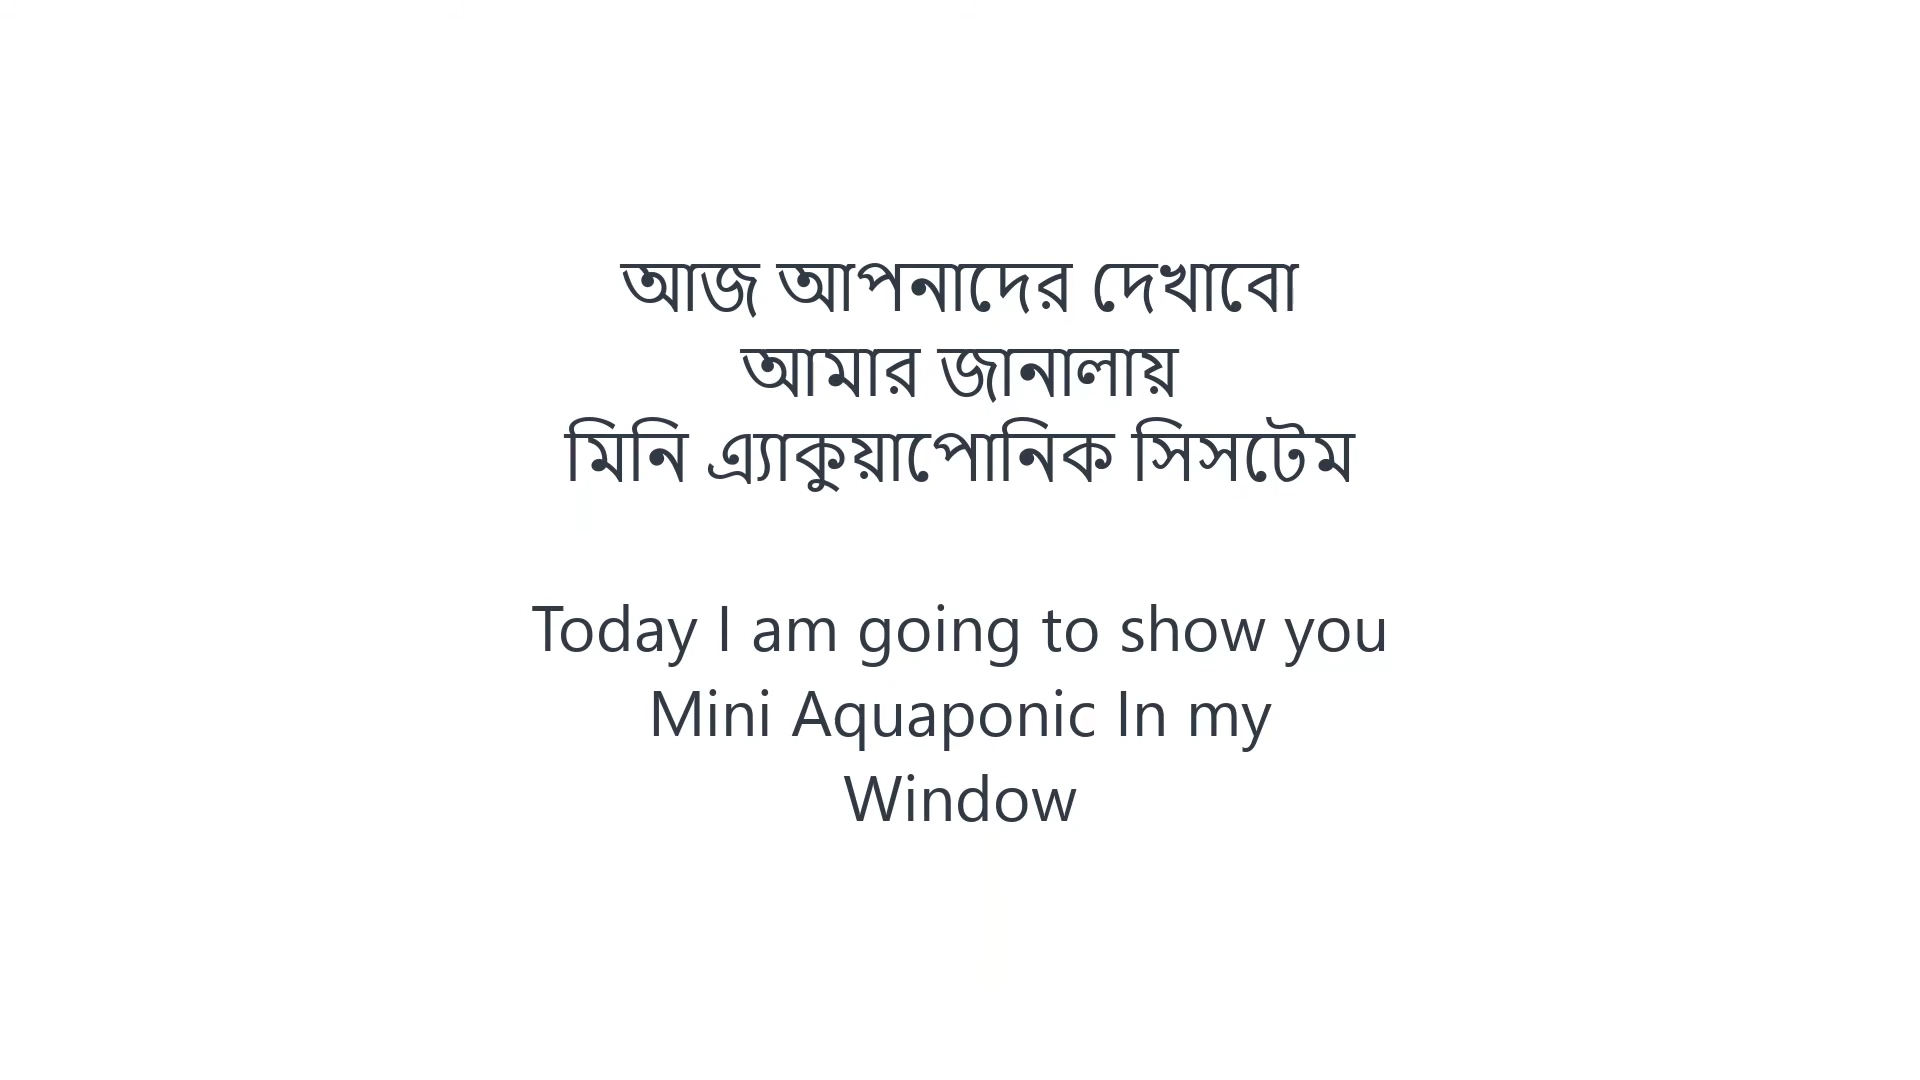 আজ আপনাদের দেখাবো
আমার জানালায়
মিনি এ্যাকুয়াপোনিক সিসটেম
Today I am going to show you
Mini Aquaponic In my
Window